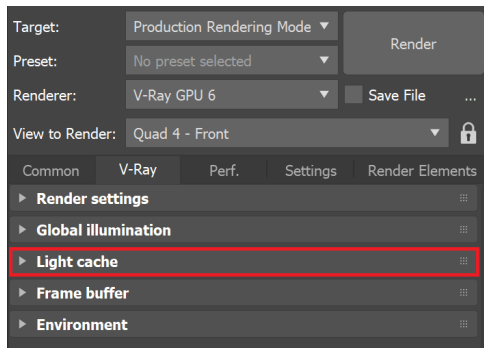 Target: Production Rendering Mode
Render
Preset: No preset selected
Renderer: V-Ray GPU 6 Save File ...
View to Render: Quad 4 - Front
Common V-Ray Perf. Settings Render Elements
Render settings
Global illumination
Light cache
Frame buffer
Environment